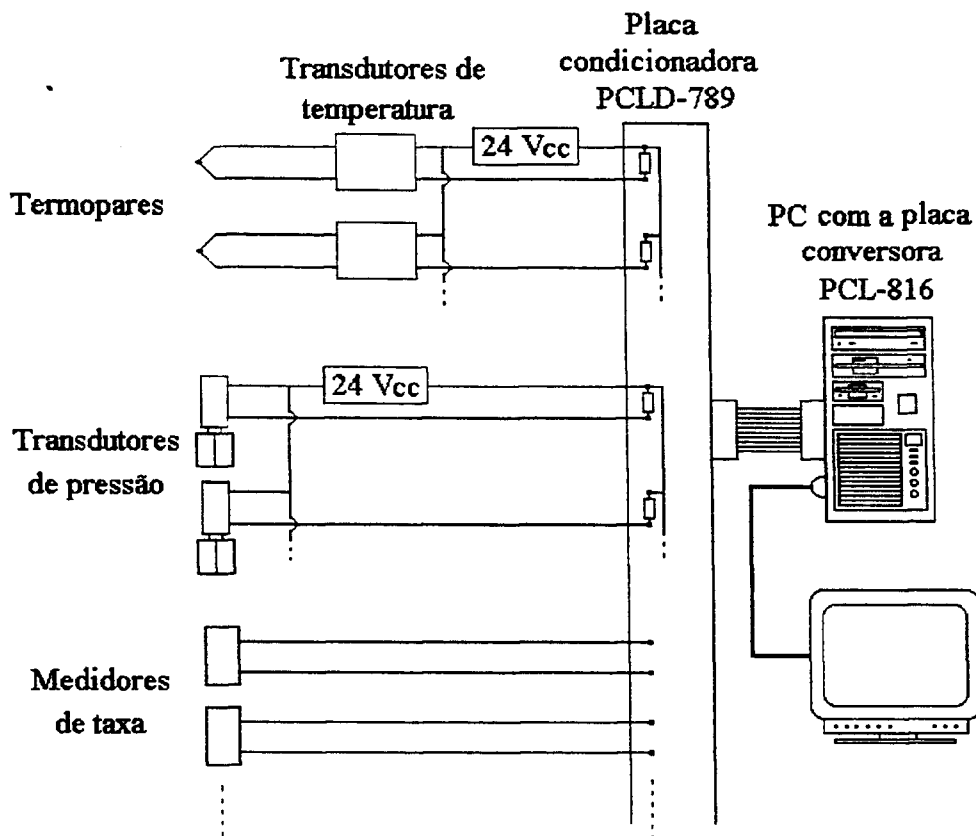 Placa
condicionadora
PCLD-789
Transdutores de
temperatura
24 Vcc
Termopares
PC com a placa
conversora
PCL-816
24 Vcc
Transdutores
de pressão
Medidores
de taxa